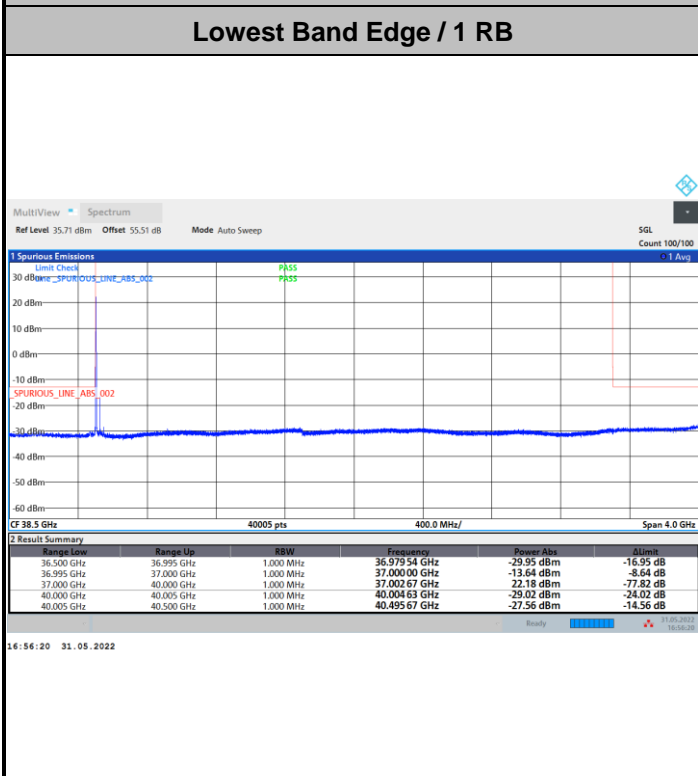 Lowest Band Edge / 1 RB
MultiView Spectrum
Ref Level 35.71 dBm Offset 55.51 dB Mode Auto Sweep SGL
Count 100/100
1 Spurious Emissions 1 Avg
Limit Check PASS
30 dBm Line _SPURIOUS_LINE_ABS_002 PASS
20 dBm
10 dBm
0 dBm
-10 dBm
_SPURIOUS_LINE_ABS_002
-20 dBm
-30 dBm
-40 dBm
-50 dBm
-60 dBm
CF 38.5 GHz 40005 pts 400.0 MHz/ Span 4.0 GHz
2 Result Summary
Range Low Range Up RBW Frequency Power Abs ΔLimit
36.500 GHz 36.995 GHz 1.000 MHz 36.979 54 GHz -29.95 dBm -16.95 dB
36.995 GHz 37.000 GHz 1.000 MHz 37.000 00 GHz -13.64 dBm -8.64 dB
37.000 GHz 40.000 GHz 1.000 MHz 37.002 67 GHz 22.18 dBm -77.82 dB
40.000 GHz 40.005 GHz 1.000 MHz 40.004 63 GHz -29.02 dBm -24.02 dB
40.005 GHz 40.500 GHz 1.000 MHz 40.495 67 GHz -27.56 dBm -14.56 dB
Ready 31.05.2022
16:56:20
16:56:20 31.05.2022